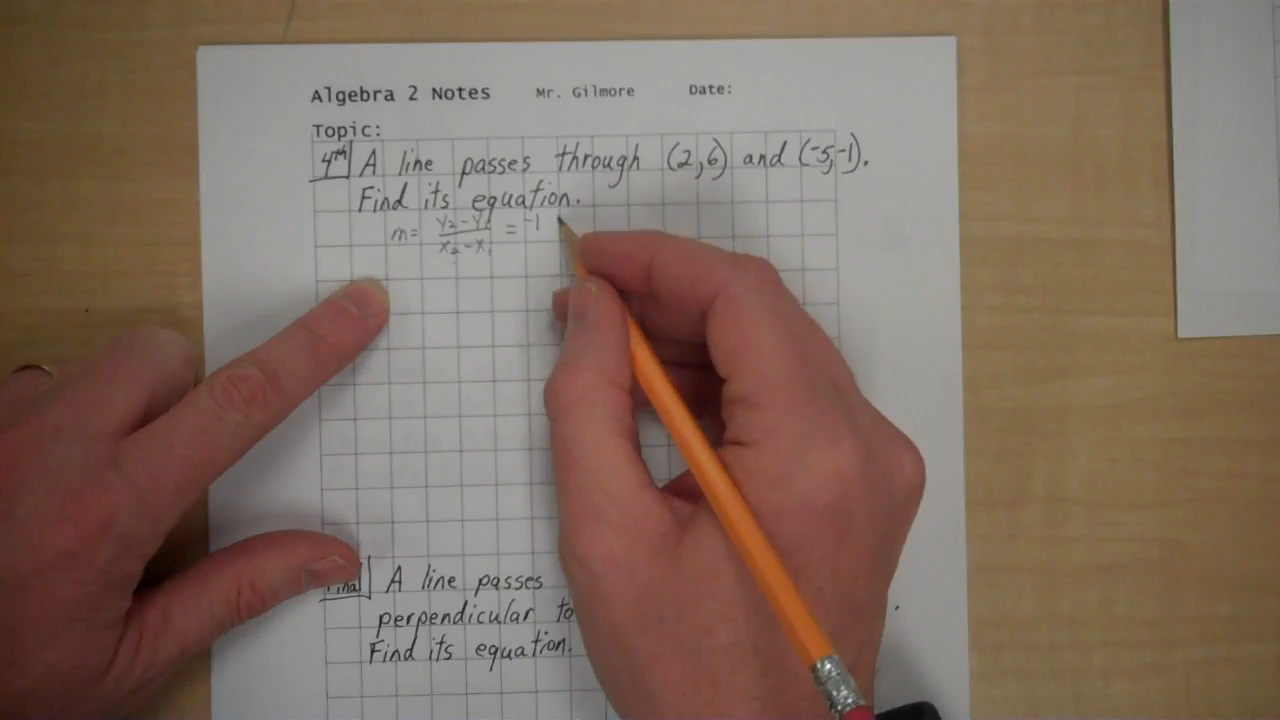 Algebra 2 Notes Mr. Gilmore Date:
Topic:
4th A line passes through (2,6) and (-5,-1).
Find its equation.
m= y₂-y₁/x₂-x₁ = -1
A line passes
perpendicular to
Find its equation.